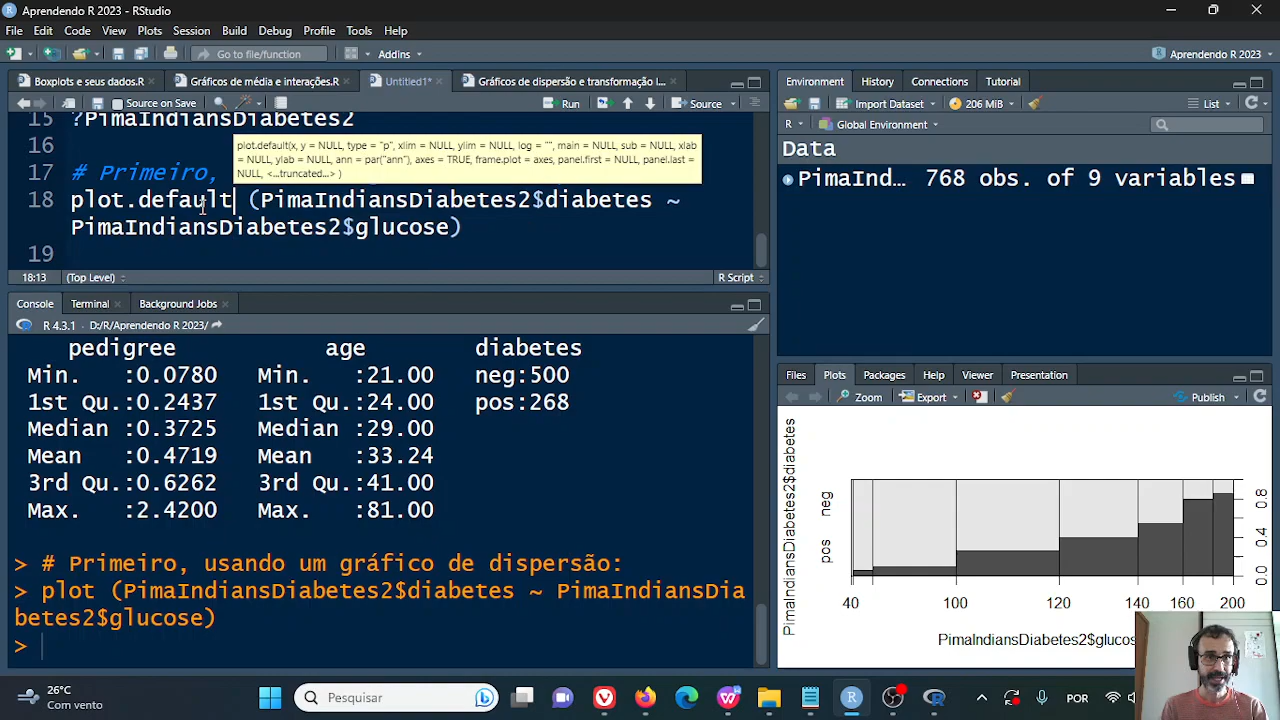 Aprendendo R 2023 - RStudio
File Edit Code View Plots Session Build Debug Profile Tools Help
Go to file/function Addins Aprendendo R 2023
Boxplots e seus dados.R Gráficos de média e interações.R Untitled1* Gráficos de dispersão e transformação l...
Source on Save Run Source
15 ?PimaIndiansDiabetes2
16
plot.default(x, y = NULL, type = "p", xlim = NULL, ylim = NULL, log = "", main = NULL, sub = NULL, xlab
= NULL, ylab = NULL, ann = par("ann"), axes = TRUE, frame.plot = axes, panel.first = NULL, panel.last =
NULL, <...truncated...> )
17 # Primeiro,
18 plot.default (PimaIndiansDiabetes2$diabetes ~
PimaIndiansDiabetes2$glucose)
19
18:13 (Top Level) R Script
Console Terminal Background Jobs
R 4.3.1 · D:/R/Aprendendo R 2023/
pedigree age diabetes
Min. :0.0780 Min. :21.00 neg:500
1st Qu.:0.2437 1st Qu.:24.00 pos:268
Median :0.3725 Median :29.00
Mean :0.4719 Mean :33.24
3rd Qu.:0.6262 3rd Qu.:41.00
Max. :2.4200 Max. :81.00
> # Primeiro, usando um gráfico de dispersão:
> plot (PimaIndiansDiabetes2$diabetes ~ PimaIndiansDia
betes2$glucose)
>
Environment History Connections Tutorial
Import Dataset 206 MiB List
R Global Environment
Data
PimaInd... 768 obs. of 9 variables
Files Plots Packages Help Viewer Presentation
Zoom Export Publish
PimaIndiansDiabetes2$diabetes
pos neg
0.0 0.4 0.8
40 100 120 140 160 200
PimaIndiansDiabetes2$glucos
26°C
Com vento
Pesquisar
POR